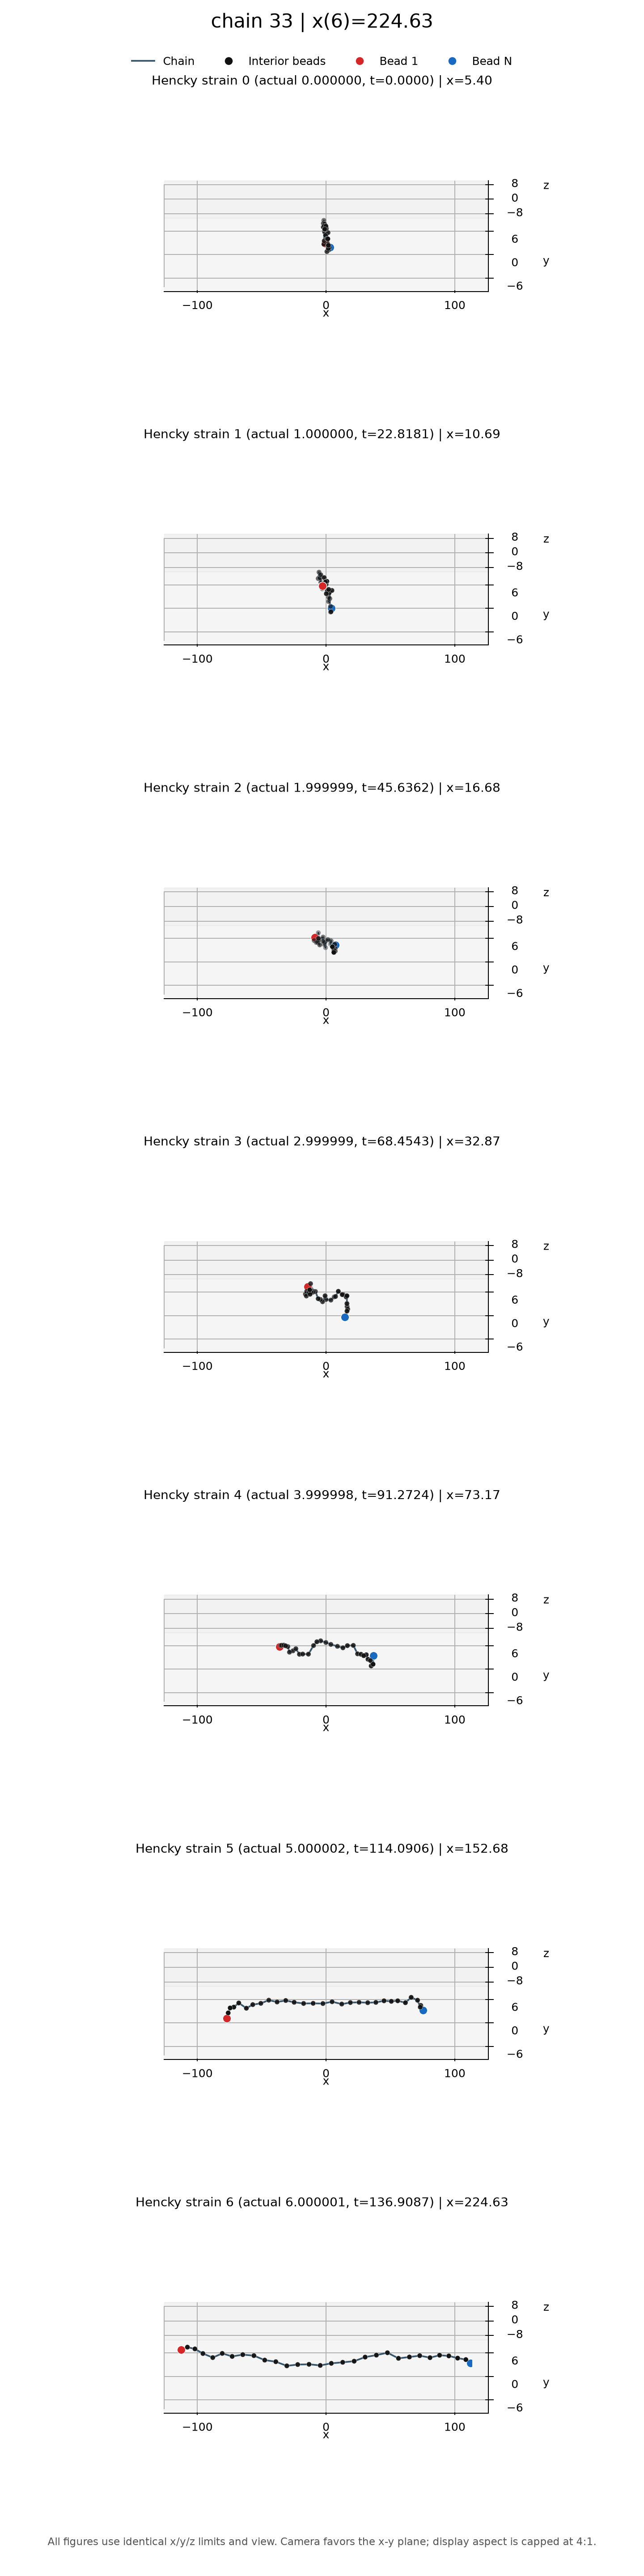 chain 33 | x(6)=224.63
Chain Interior beads Bead 1 Bead N
Hencky strain 0 (actual 0.000000, t=0.0000) | x=5.40
8 z
0
−8
6
0 y
−6
−100 0 100
x
Hencky strain 1 (actual 1.000000, t=22.8181) | x=10.69
8 z
0
−8
6
0 y
−6
−100 0 100
x
Hencky strain 2 (actual 1.999999, t=45.6362) | x=16.68
8 z
0
−8
6
0 y
−6
−100 0 100
x
Hencky strain 3 (actual 2.999999, t=68.4543) | x=32.87
8 z
0
−8
6
0 y
−6
−100 0 100
x
Hencky strain 4 (actual 3.999998, t=91.2724) | x=73.17
8 z
0
−8
6
0 y
−6
−100 0 100
x
Hencky strain 5 (actual 5.000002, t=114.0906) | x=152.68
8 z
0
−8
6
0 y
−6
−100 0 100
x
Hencky strain 6 (actual 6.000001, t=136.9087) | x=224.63
8 z
0
−8
6
0 y
−6
−100 0 100
x
All figures use identical x/y/z limits and view. Camera favors the x-y plane; display aspect is capped at 4:1.